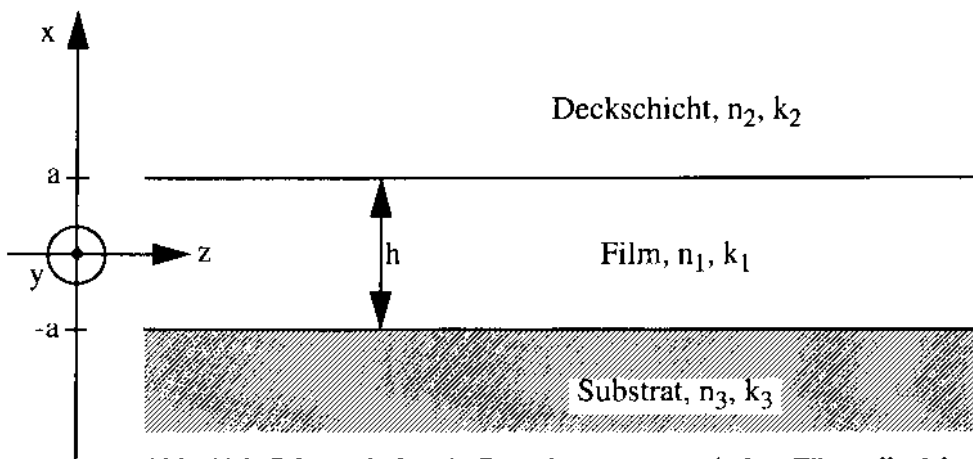 x
Deckschicht, n2, k2
a
z
h
Film, n1, k1
y
-a
Substrat, n3, k3